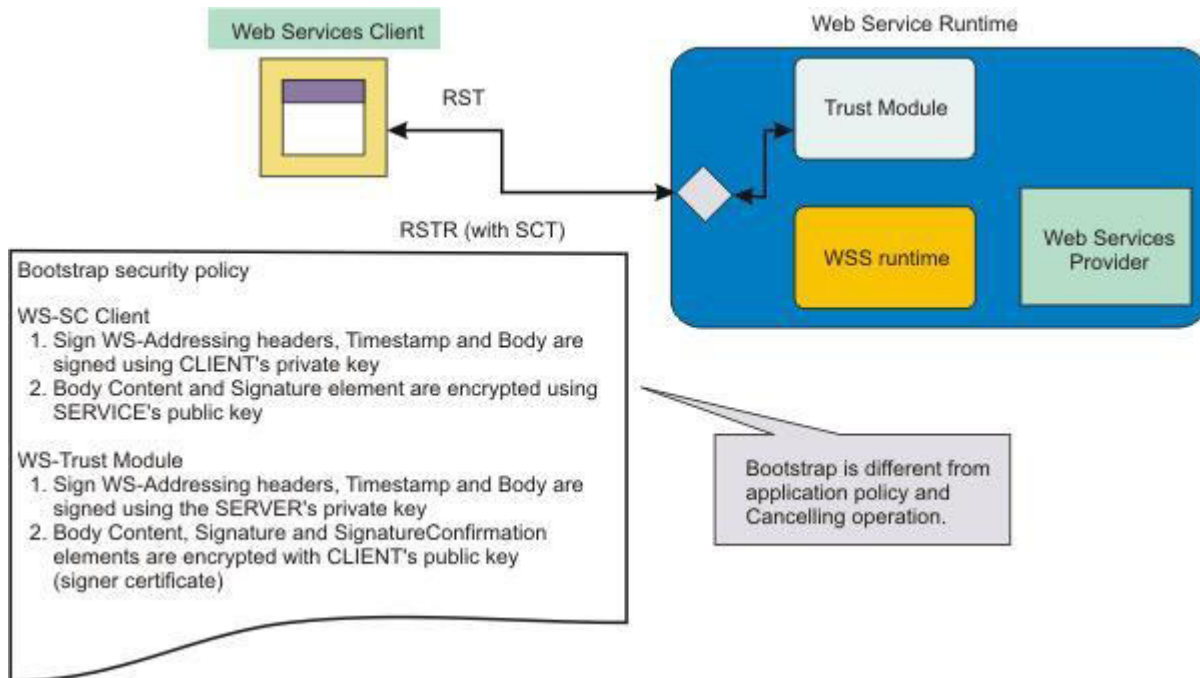 Web Services Client
Web Service Runtime
RST
Trust Module
WSS runtime
Web Services
Provider
RSTR (with SCT)
Bootstrap security policy
WS-SC Client
1. Sign WS-Addressing headers, Timestamp and Body are
signed using CLIENT's private key
2. Body Content and Signature element are encrypted using
SERVICE's public key
WS-Trust Module
1. Sign WS-Addressing headers, Timestamp and Body are
signed using the SERVER's private key
2. Body Content, Signature and SignatureConfirmation
elements are encrypted with CLIENT's public key
(signer certificate)
Bootstrap is different from
application policy and
Cancelling operation.